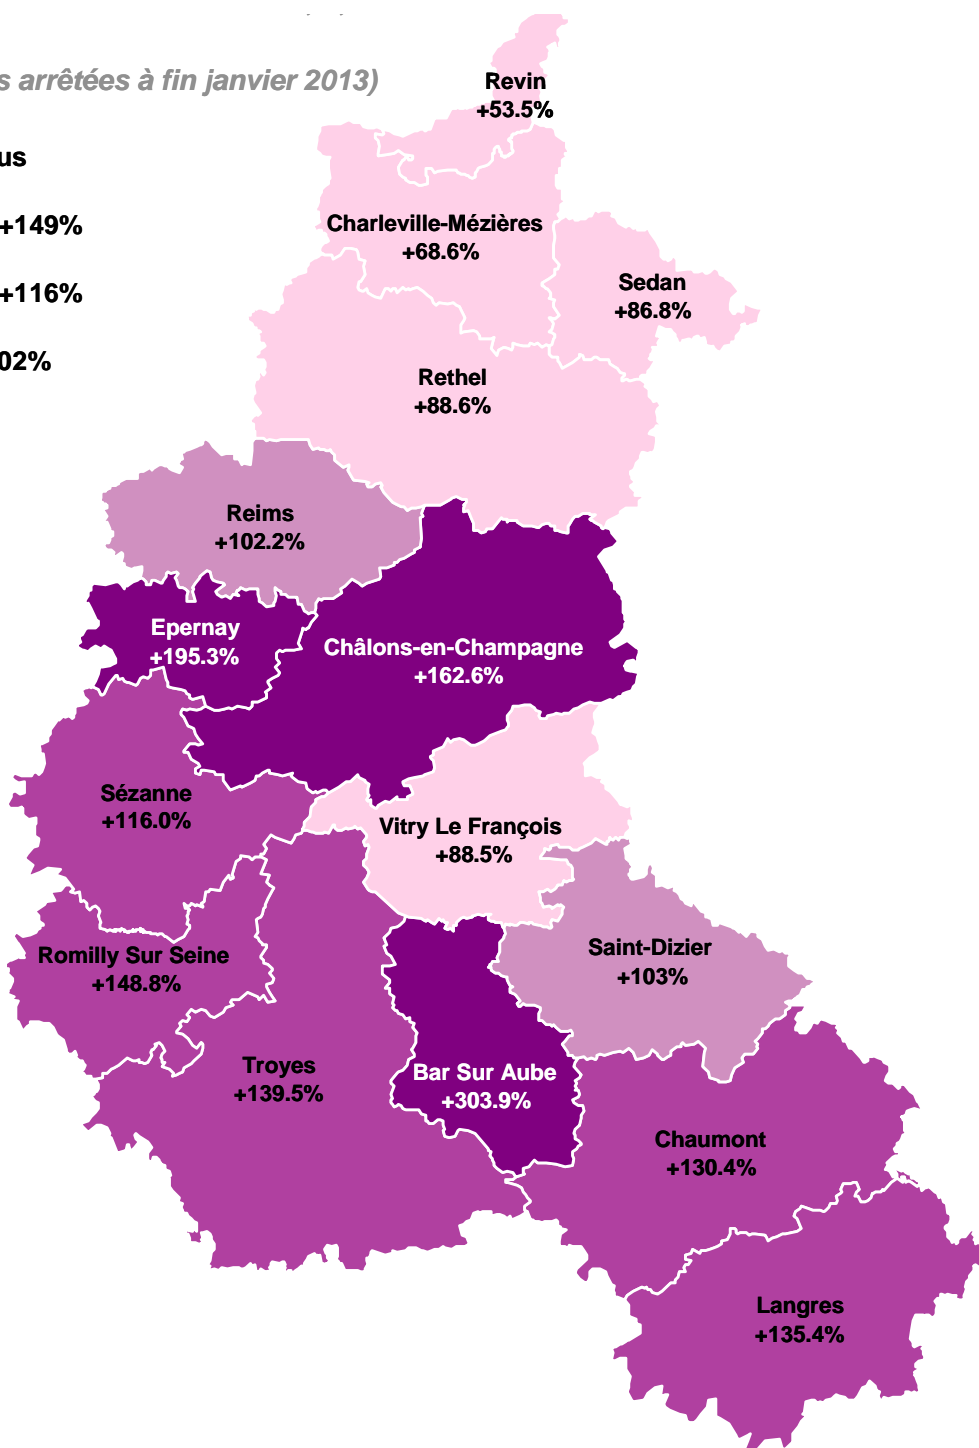 s arrêtées à fin janvier 2013)
us
+149%
+116%
02%
Revin
+53.5%
Charleville-Mézières
+68.6%
Sedan
+86.8%
Rethel
+88.6%
Reims
+102.2%
Epernay
+195.3%
Châlons-en-Champagne
+162.6%
Sézanne
+116.0%
Vitry Le François
+88.5%
Romilly Sur Seine
+148.8%
Saint-Dizier
+103%
Troyes
+139.5%
Bar Sur Aube
+303.9%
Chaumont
+130.4%
Langres
+135.4%